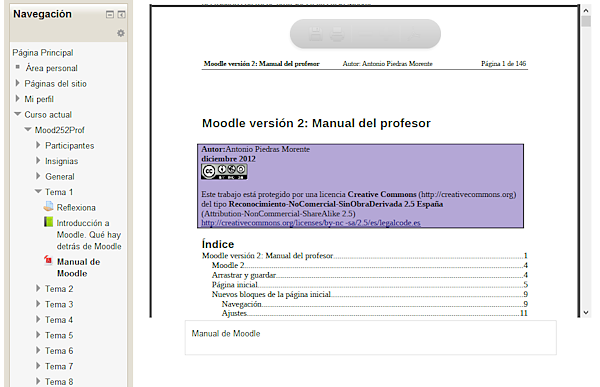 Navegación
Página Principal
Área personal
Páginas del sitio
Mi perfil
Curso actual
Mood252Prof
Participantes
Insignias
General
Tema 1
Reflexiona
Introducción a
Moodle. Qué hay
detrás de Moodle
Manual de
Moodle
Tema 2
Tema 3
Tema 4
Tema 5
Tema 6
Tema 7
Tema 8
Moodle versión 2: Manual del profesor Autor: Antonio Piedras Morente Página 1 de 146
Moodle versión 2: Manual del profesor
Autor:Antonio Piedras Morente
diciembre 2012
Este trabajo está protegido por una licencia Creative Commons (http://creativecommons.org)
del tipo Reconocimiento-NoComercial-SinObraDerivada 2.5 España
(Attribution-NonCommercial-ShareAlike 2.5)
http://creativecommons.org/licenses/by-nc -sa/2.5/es/legalcode.es
Índice
Moodle versión 2: Manual del profesor 1
Moodle 2 4
Arrastrar y guardar 4
Página inicial 5
Nuevos bloques de la página inicial 9
Navegación 9
Ajustes 11
Manual de Moodle